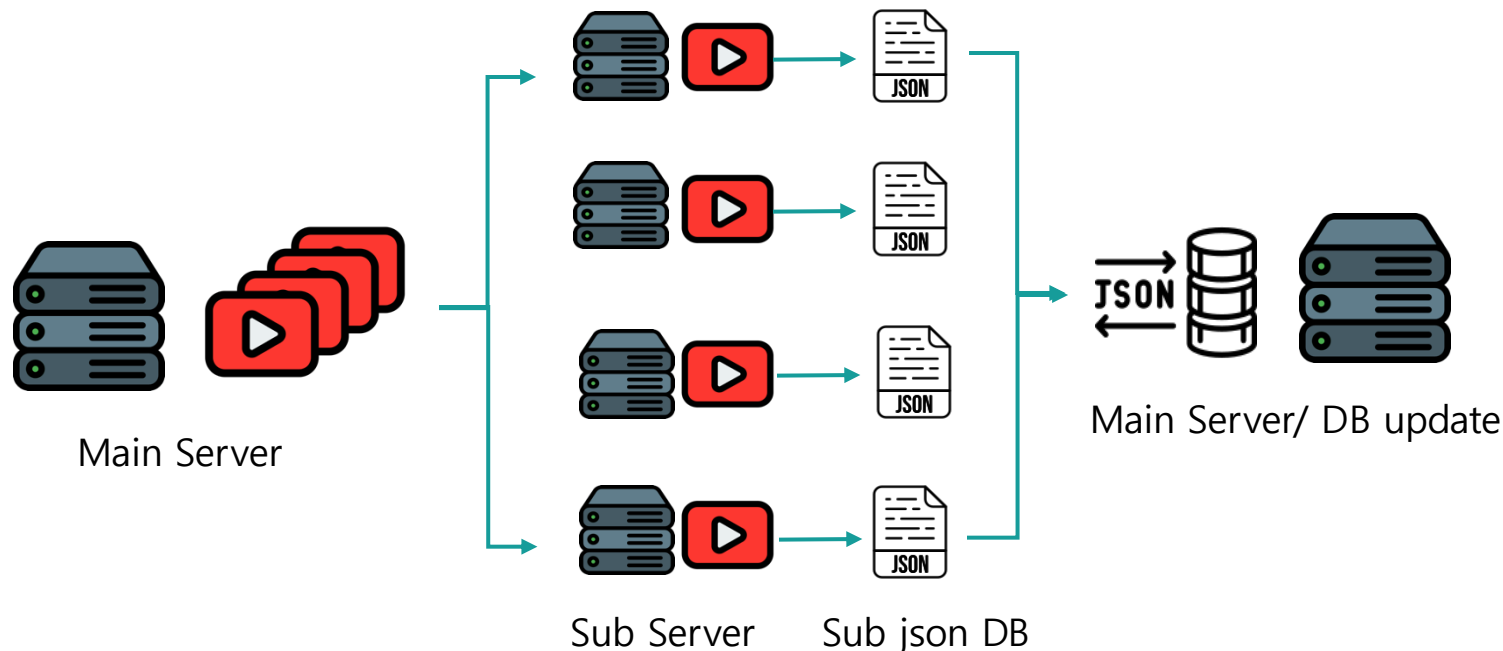 JSON
JSON
JSON
JSON
JSON
Main Server
Main Server/ DB update
Sub Server
Sub json DB